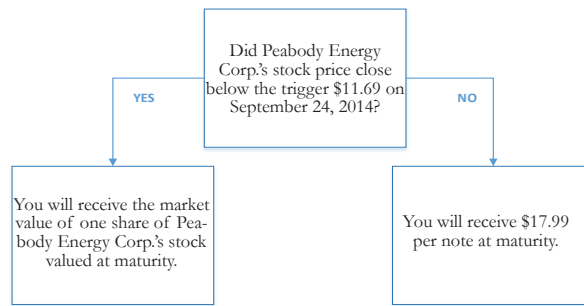 Did Peabody Energy
Corp.'s stock price close
below the trigger $11.69 on
September 24, 2014?
YES
NO
You will receive the market
value of one share of Pea-
body Energy Corp.'s stock
valued at maturity.
You will receive $17.99
per note at maturity.